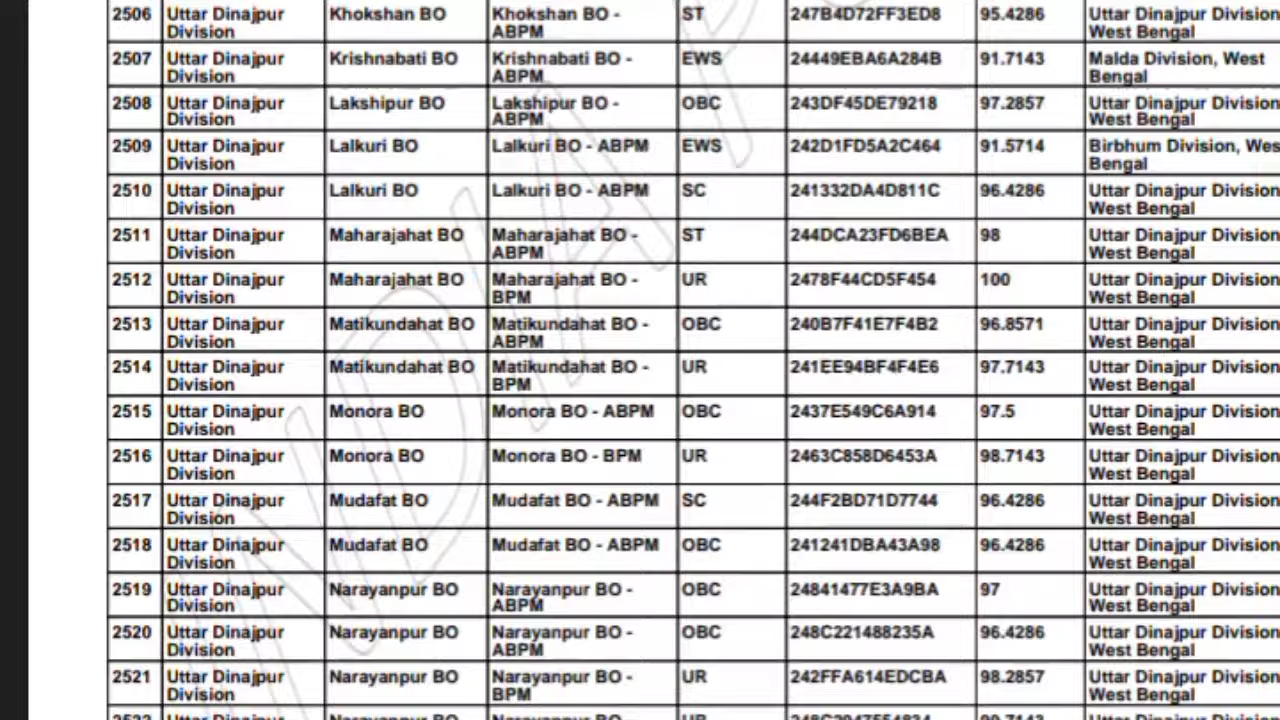 2506 Uttar Dinajpur Khokshan BO Khokshan BO - ST 247B4D72FF3ED8 95.4286 Uttar Dinajpur Division
Division ABPM West Bengal
2507 Uttar Dinajpur Krishnabati BO Krishnabati BO - EWS 24449EBA6A284B 91.7143 Malda Division, West
Division ABPM Bengal
2508 Uttar Dinajpur Lakshipur BO Lakshipur BO - OBC 243DF45DE79218 97.2857 Uttar Dinajpur Division
Division ABPM West Bengal
2509 Uttar Dinajpur Lalkuri BO Lalkuri BO - ABPM EWS 242D1FD5A2C464 91.5714 Birbhum Division, Wes
Division Bengal
2510 Uttar Dinajpur Lalkuri BO Lalkuri BO - ABPM SC 241332DA4D811C 96.4286 Uttar Dinajpur Division
Division West Bengal
2511 Uttar Dinajpur Maharajahat BO Maharajahat BO - ST 244DCA23FD6BEA 98 Uttar Dinajpur Division
Division ABPM West Bengal
2512 Uttar Dinajpur Maharajahat BO Maharajahat BO - UR 2478F44CD5F454 100 Uttar Dinajpur Division
Division BPM West Bengal
2513 Uttar Dinajpur Matikundahat BO Matikundahat BO - OBC 240B7F41E7F4B2 96.8571 Uttar Dinajpur Division
Division ABPM West Bengal
2514 Uttar Dinajpur Matikundahat BO Matikundahat BO - UR 241EE94BF4F4E6 97.7143 Uttar Dinajpur Division
Division BPM West Bengal
2515 Uttar Dinajpur Monora BO Monora BO - ABPM OBC 2437E549C6A914 97.5 Uttar Dinajpur Division
Division West Bengal
2516 Uttar Dinajpur Monora BO Monora BO - BPM UR 2463C858D6453A 98.7143 Uttar Dinajpur Division
Division West Bengal
2517 Uttar Dinajpur Mudafat BO Mudafat BO - ABPM SC 244F2BD71D7744 96.4286 Uttar Dinajpur Division
Division West Bengal
2518 Uttar Dinajpur Mudafat BO Mudafat BO - ABPM OBC 241241DBA43A98 96.4286 Uttar Dinajpur Division
Division West Bengal
2519 Uttar Dinajpur Narayanpur BO Narayanpur BO - OBC 24841477E3A9BA 97 Uttar Dinajpur Division
Division ABPM West Bengal
2520 Uttar Dinajpur Narayanpur BO Narayanpur BO - OBC 248C221488235A 96.4286 Uttar Dinajpur Division
Division ABPM West Bengal
2521 Uttar Dinajpur Narayanpur BO Narayanpur BO - UR 242FFA614EDCBA 98.2857 Uttar Dinajpur Division
Division BPM West Bengal